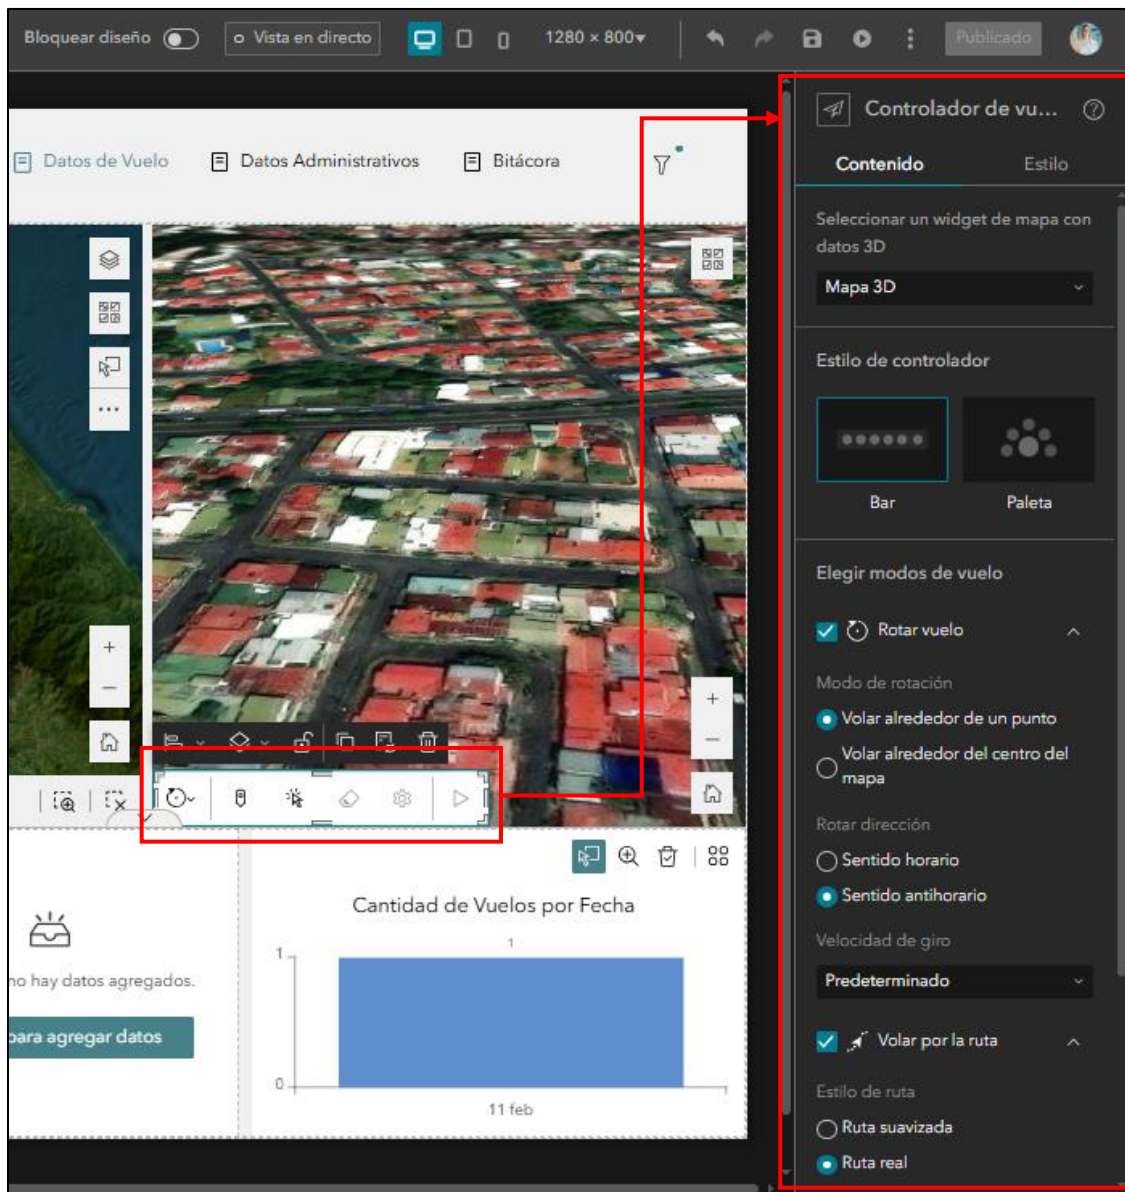 Bloquear diseño
Vista en directo
1280 × 800
Publicado
Datos de Vuelo
Datos Administrativos
Bitácora
no hay datos agregados.
para agregar datos
Cantidad de Vuelos por Fecha
1
1
0
11 feb
Controlador de vu...
Contenido
Estilo
Seleccionar un widget de mapa con
datos 3D
Mapa 3D
Estilo de controlador
Bar
Paleta
Elegir modos de vuelo
Rotar vuelo
Modo de rotación
Volar alrededor de un punto
Volar alrededor del centro del
mapa
Rotar dirección
Sentido horario
Sentido antihorario
Velocidad de giro
Predeterminado
Volar por la ruta
Estilo de ruta
Ruta suavizada
Ruta real